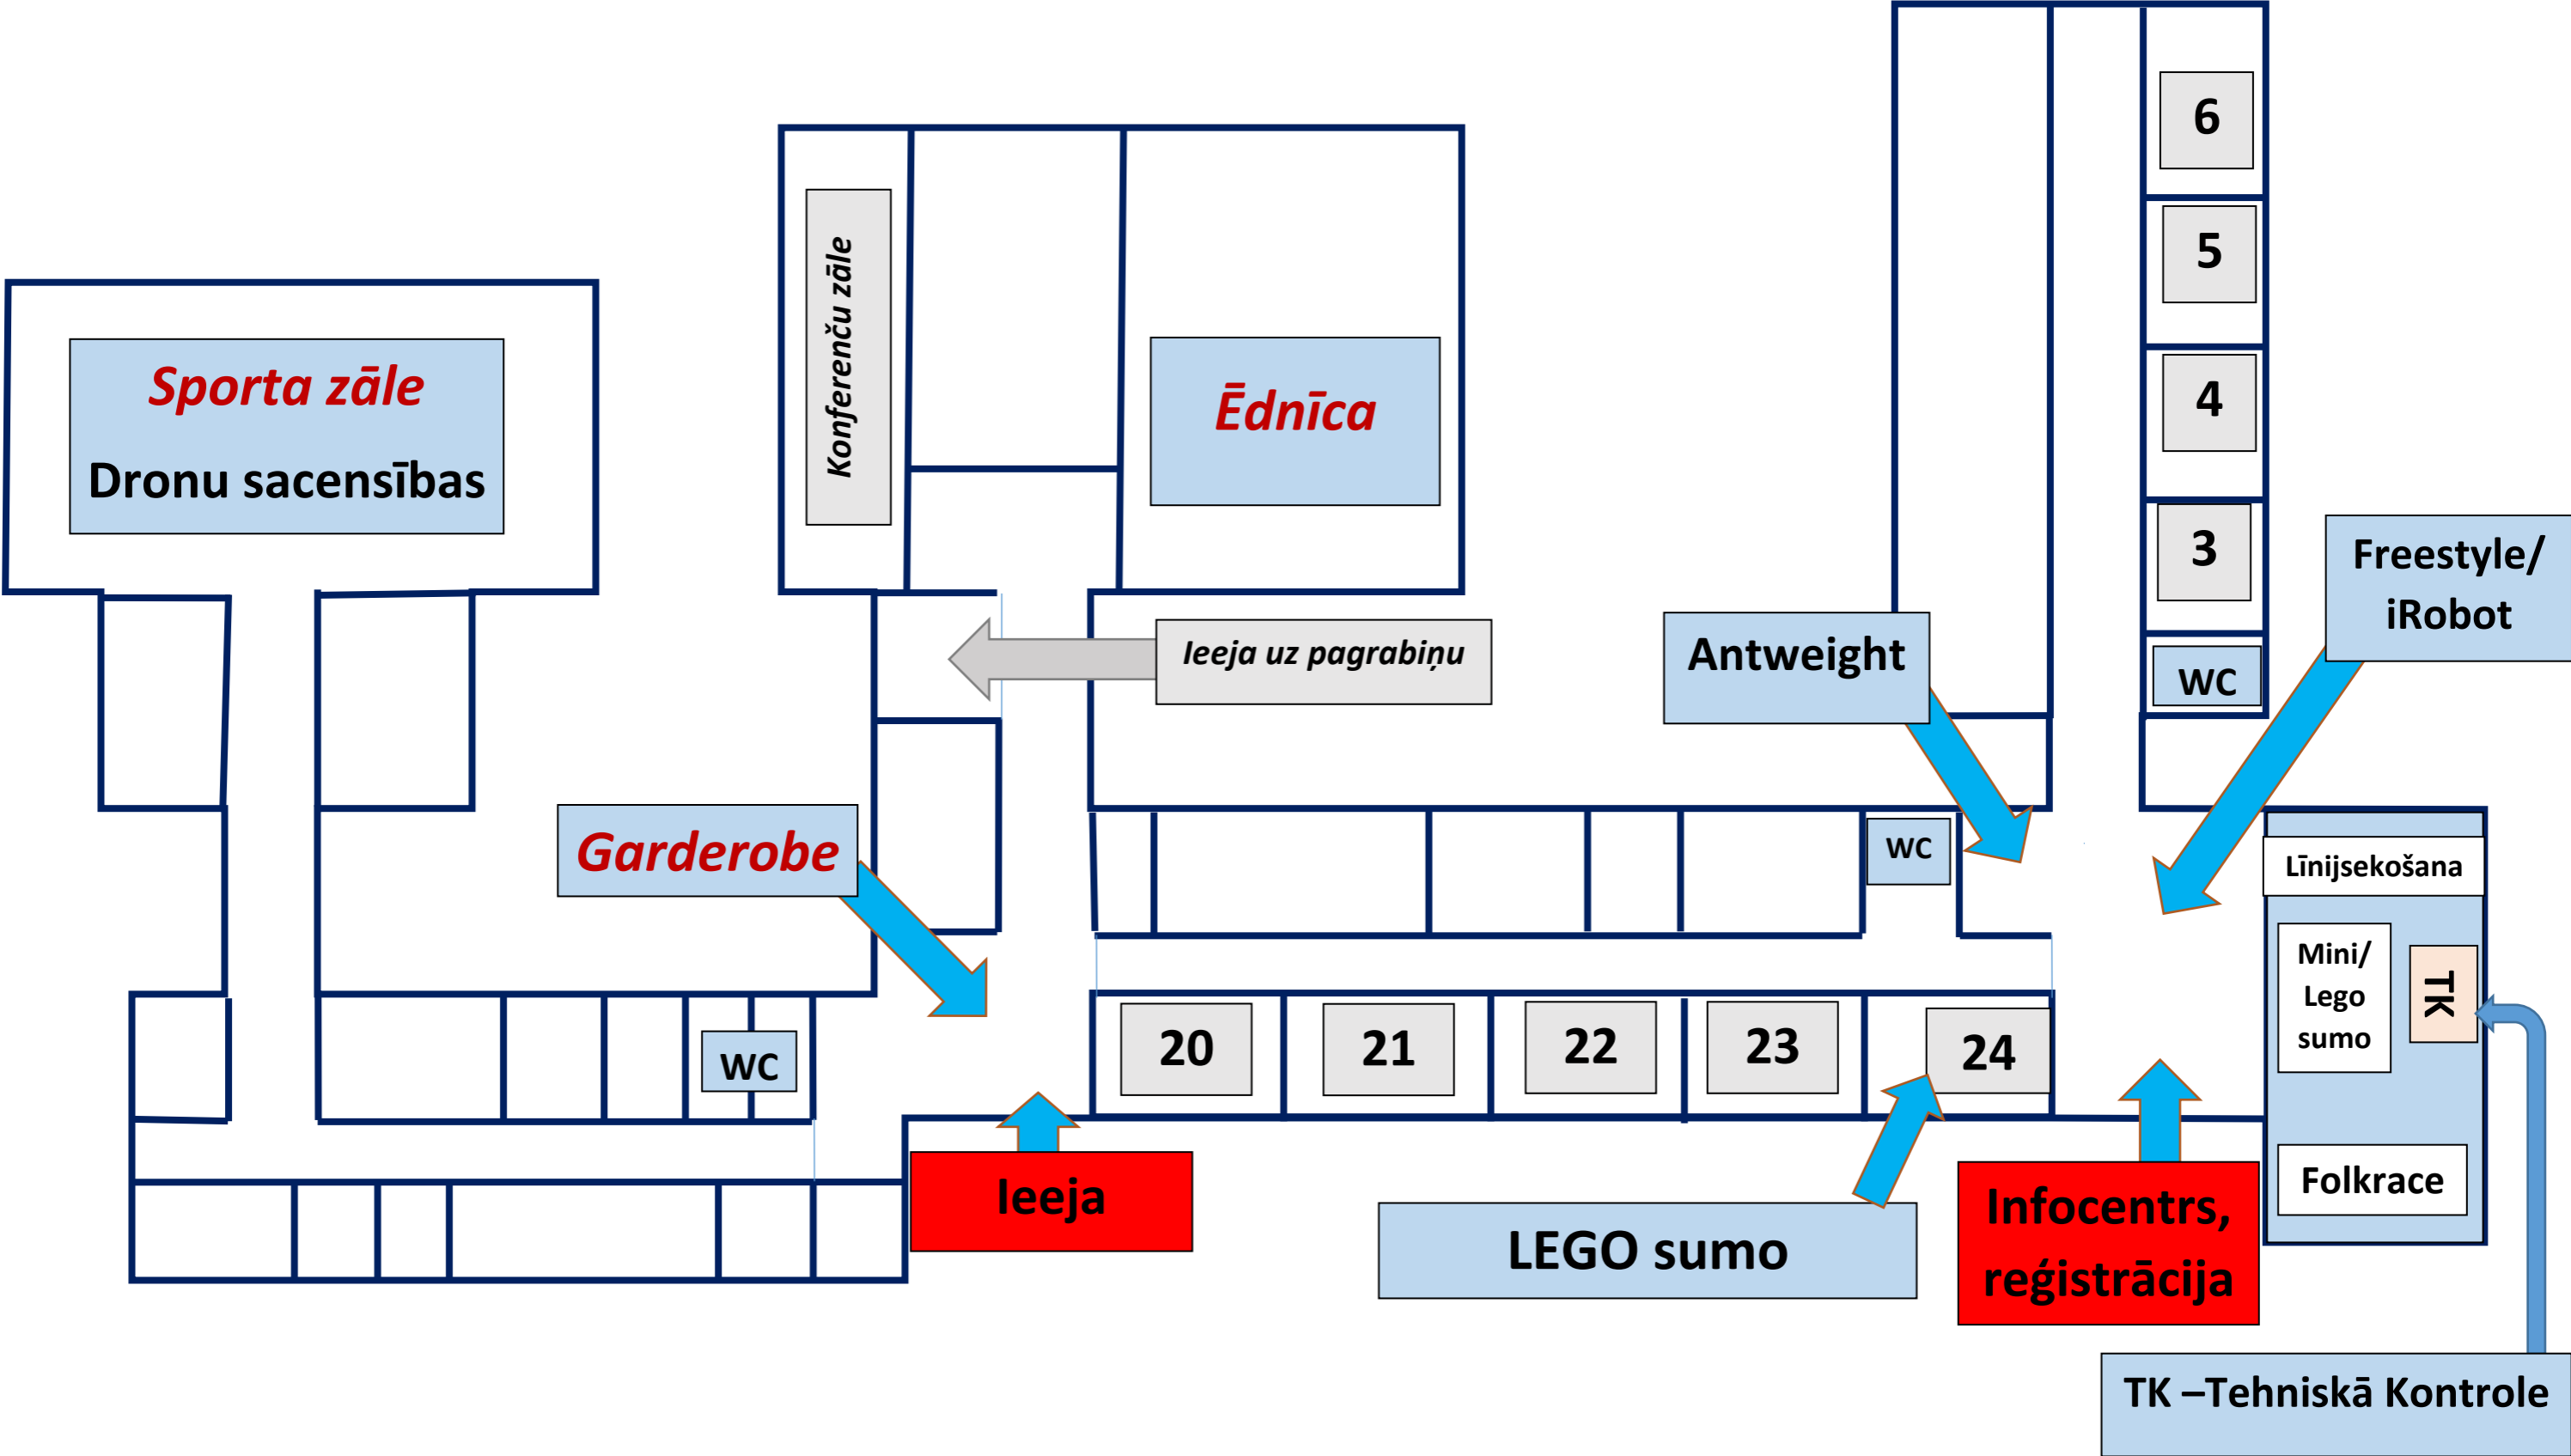 6
5
4
3
WC
Konferenču zāle
Sporta zāle
Dronu sacensības
Ēdnīca
Freestyle/
iRobot
Ieeja uz pagrabiņu
Antweight
Garderobe
WC
Līnijsekošana
Mini/
Lego
sumo
TK
WC
20
21
22
23
24
Folkrace
Ieeja
LEGO sumo
Infocentrs,
reģistrācija
TK –Tehniskā Kontrole